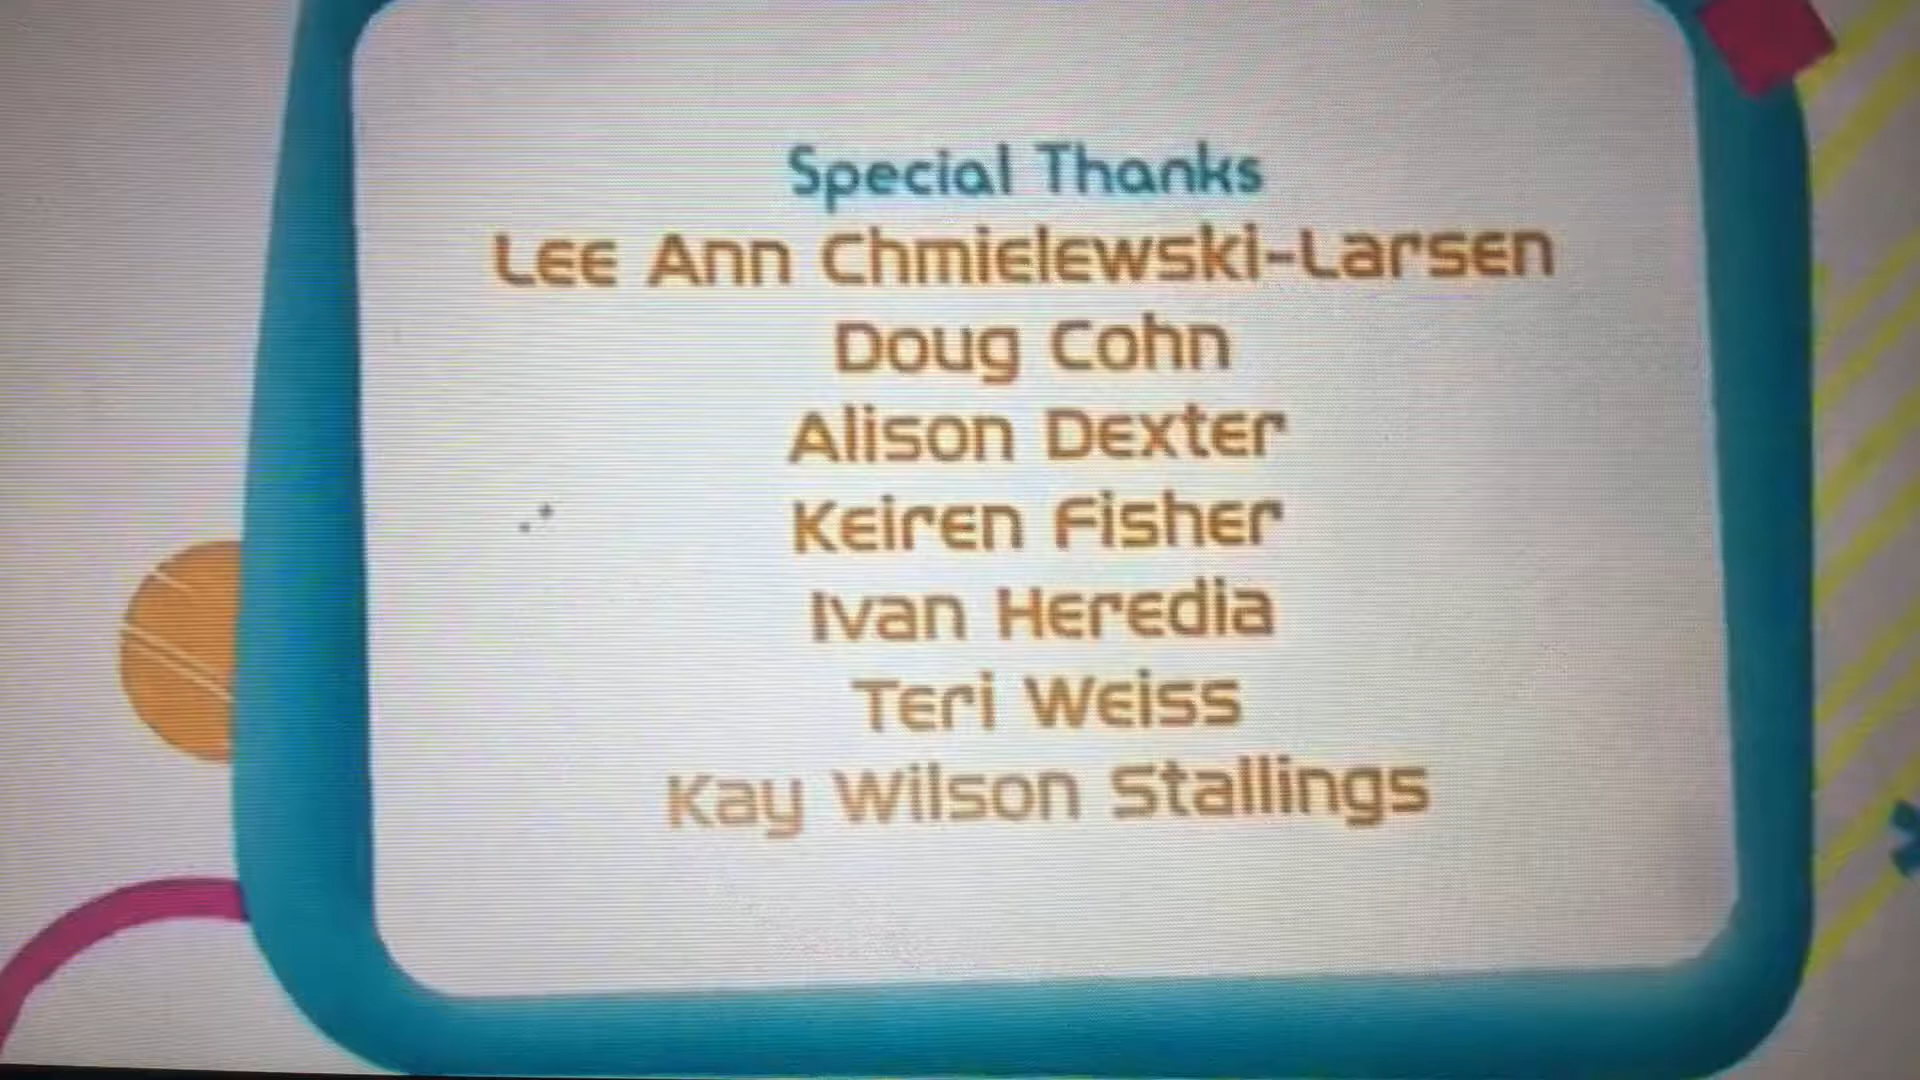 Special Thanks
Lee Ann Chmielewski-Larsen
Doug Cohn
Alison Dexter
Keiren Fisher
Ivan Heredia
Teri Weiss
Kay Wilson Stallings